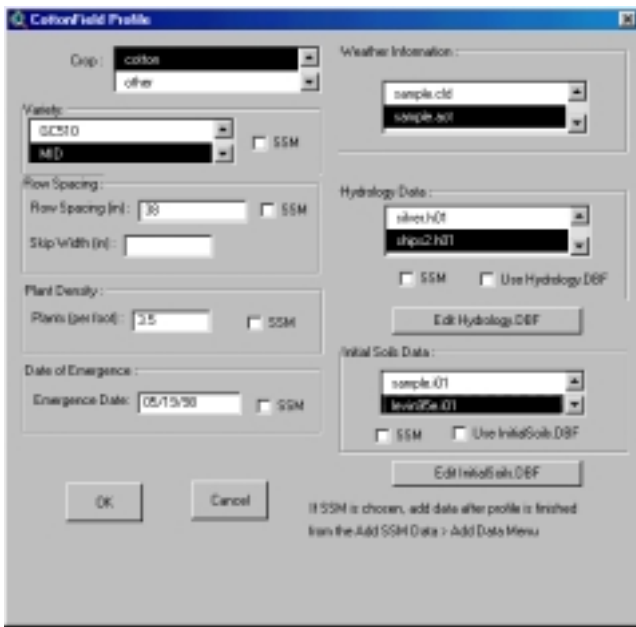 CottonField Profile
Crop :
cotton
other
Variety:
GC510
MID
SSM
Row Spacing :
Row Spacing (in) : 38
SSM
Skip Width (in) :
Plant Density :
Plants (per foot) : 3.5
SSM
Date of Emergence :
Emergence Date: 05/19/98
SSM
OK
Cancel
Weather Information :
sample.cfd
sample.act
Hydrology Data :
silver.h01
ships2.h01
SSM
Use Hydrology.DBF
Edit Hydrology.DBF
Initial Soils Data :
sample.i01
SSM
Use InitialSoils.DBF
Edit InitialSoils.DBF
If SSM is chosen, add data after profile is finished
from the Add SSM Data > Add Data Menu